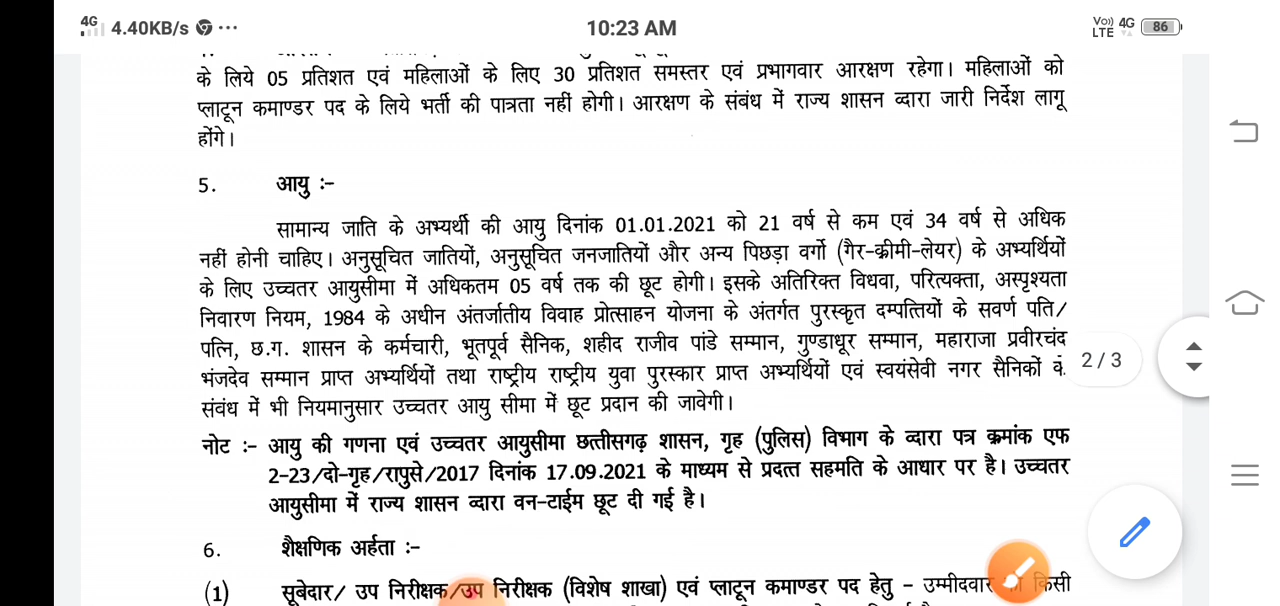 4G 4.40KB/s ...
10:23 AM
Vo) LTE 4G 86
के लिये 05 प्रतिशत एवं महिलाओं के लिए 30 प्रतिशत समस्तर एवं प्रभागवार आरक्षण रहेगा। महिलाओं को
प्लाटून कमाण्डर पद के लिये भर्ती की पात्रता नहीं होगी। आरक्षण के संबंध में राज्य शासन व्दारा जारी निर्देश लागू
होंगे।
5. आयु :-
सामान्य जाति के अभ्यर्थी की आयु दिनांक 01.01.2021 को 21 वर्ष से कम एवं 34 वर्ष से अधिक
नहीं होनी चाहिए। अनुसूचित जातियों, अनुसूचित जनजातियों और अन्य पिछड़ा वर्गो (गैर-क्रीमी-लेयर) के अभ्यर्थियों
के लिए उच्चतर आयुसीमा में अधिकतम 05 वर्ष तक की छूट होगी। इसके अतिरिक्त विधवा, परित्यक्ता, अस्पृश्यता
निवारण नियम, 1984 के अधीन अंतर्जातीय विवाह प्रोत्साहन योजना के अंतर्गत पुरस्कृत दम्पत्तियों के सवर्ण पति/
पत्नि, छ.ग. शासन के कर्मचारी, भूतपूर्व सैनिक, शहीद राजीव पांडे सम्मान, गुण्डाधूर सम्मान, महाराजा प्रवीरचंद
भंजदेव सम्मान प्राप्त अभ्यर्थियों तथा राष्ट्रीय राष्ट्रीय युवा पुरस्कार प्राप्त अभ्यर्थियों एवं स्वयंसेवी नगर सैनिकों
2/3
संबंध में भी नियमानुसार उच्चतर आयु सीमा में छूट प्रदान की जावेगी।
नोट :- आयु की गणना एवं उच्चतर आयुसीमा छत्तीसगढ़ शासन, गृह (पुलिस) विभाग के व्दारा पत्र क्रमांक एफ
2-23/दो-गृह/रापुसे/2017 दिनांक 17.09.2021 के माध्यम से प्रदत्त सहमति के आधार पर है। उच्चतर
आयुसीमा में राज्य शासन व्दारा वन-टाईम छूट दी गई है।
6. शैक्षणिक अर्हता :-
(1) सूबेदार/ उप निरीक्षक/उप निरीक्षक (विशेष शाखा) एवं प्लाटून कमाण्डर पद हेतु - उम्मीदवार किसी